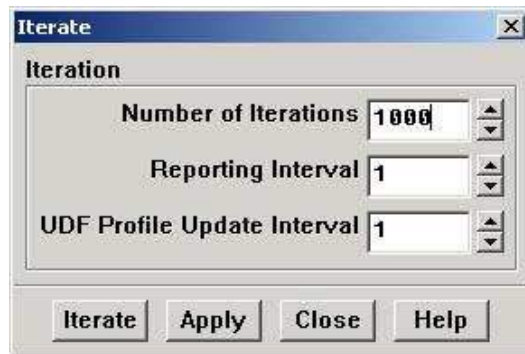 Iterate
Iteration
Number of Iterations 1000
Reporting Interval 1
UDF Profile Update Interval 1
Iterate Apply Close Help